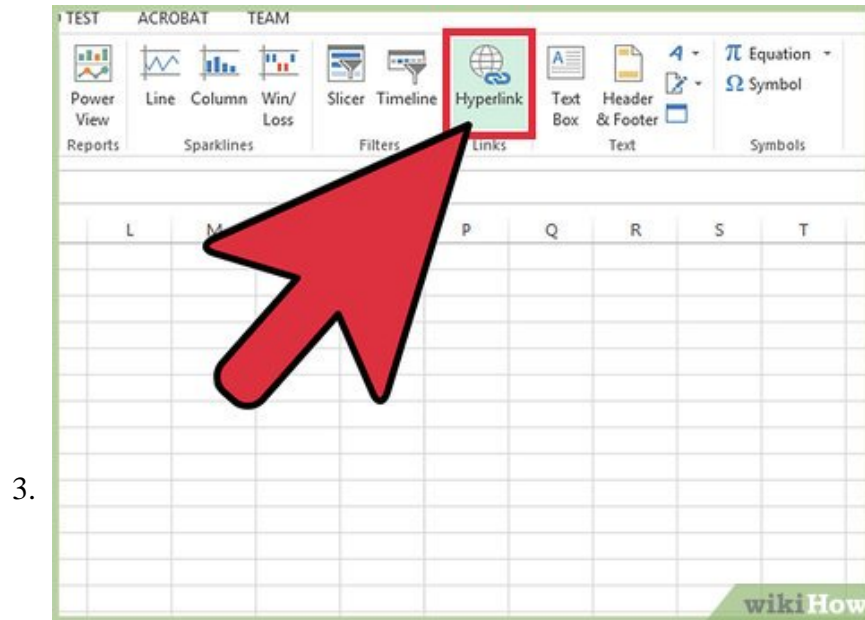 TEST ACROBAT TEAM
Power View
Line
Column
Win/ Loss
Slicer
Timeline
Hyperlink
Text Box
Header & Footer
π Equation
Ω Symbol
Reports
Sparklines
Filters
Links
Text
Symbols
L M P Q R S T
3.
wikiHow